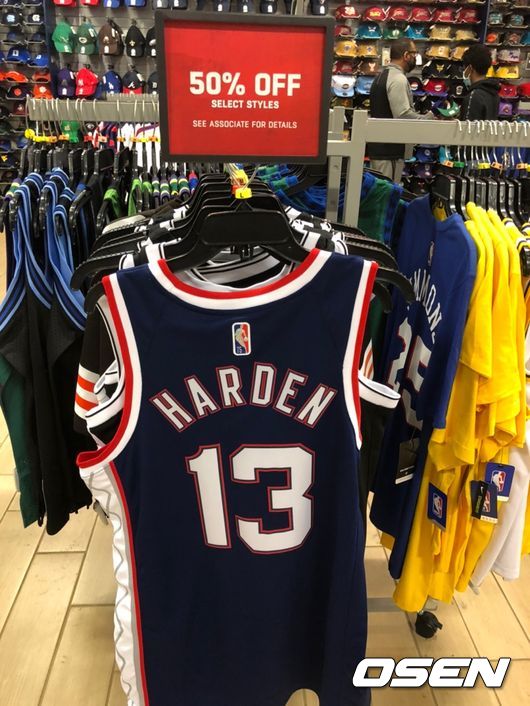 50% OFF
SELECT STYLES
SEE ASSOCIATE FOR DETAILS
HARDEN
13
OSEN